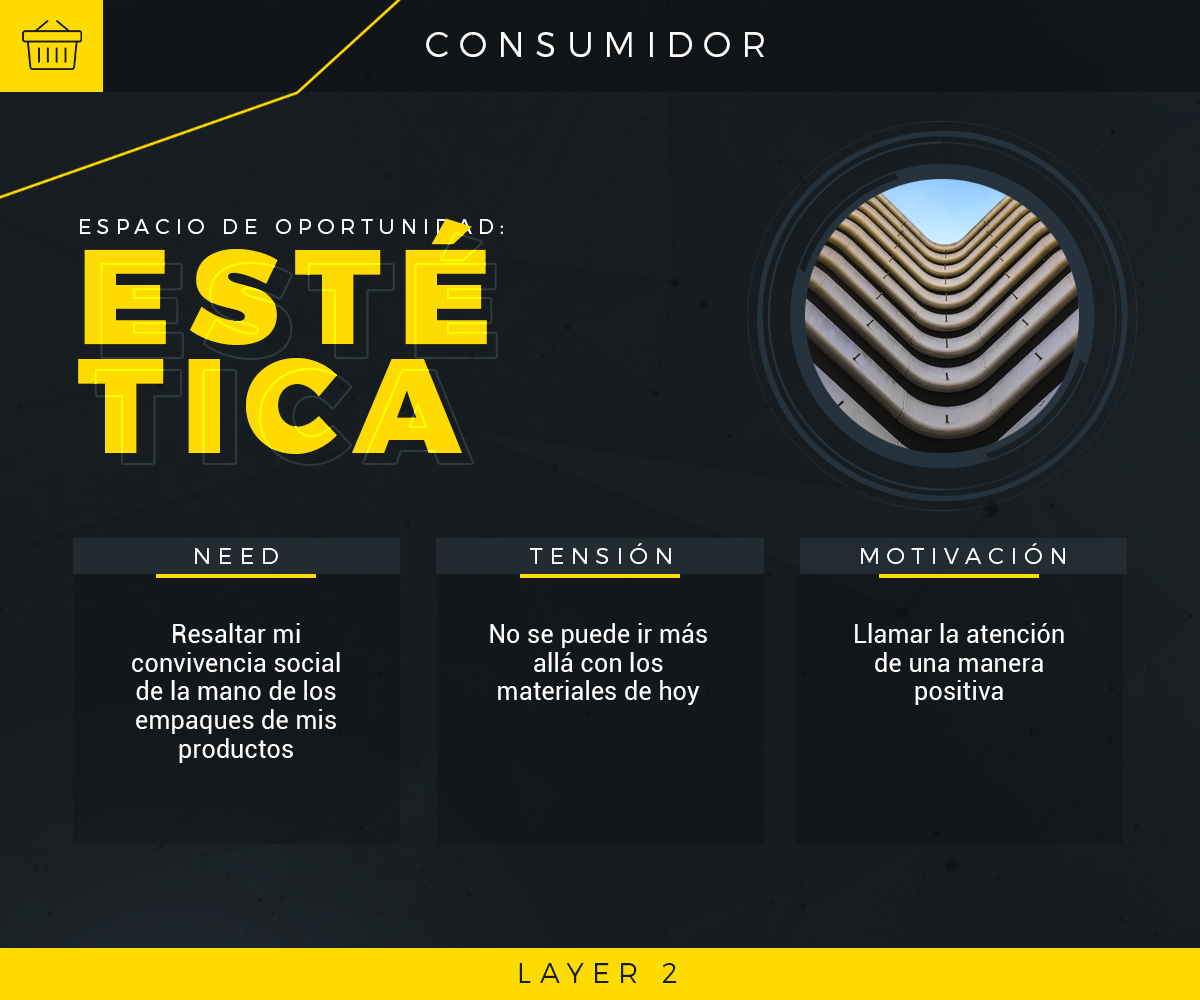 CONSUMIDOR
ESPACIO DE OPORTUNIDAD:
ESTÉ
TICA
NEED
Resaltar mi
convivencia social
de la mano de los
empaques de mis
productos
TENSIÓN
No se puede ir más
allá con los
materiales de hoy
MOTIVACIÓN
Llamar la atención
de una manera
positiva
LAYER 2